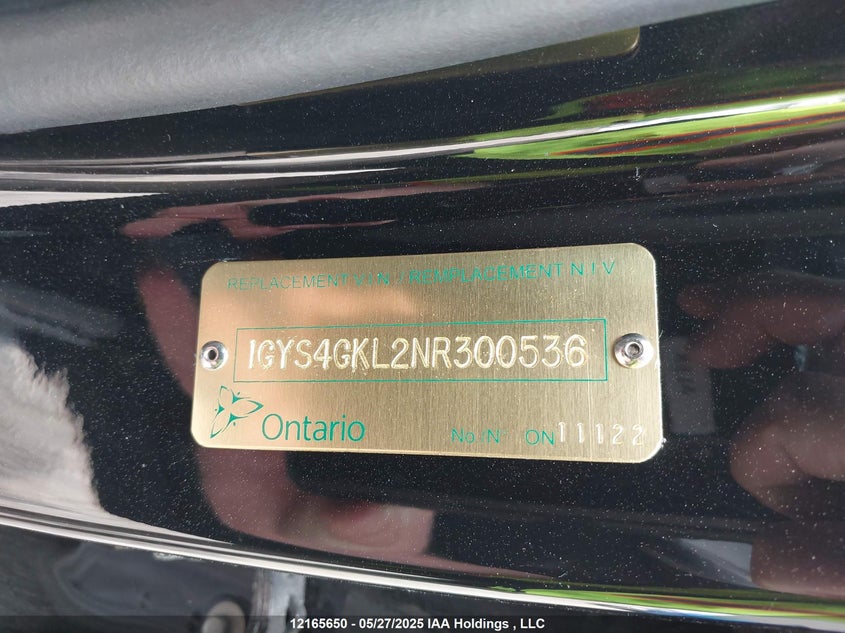 REPLACEMENT V I N / REMPLACEMENT N I V
1GYS4GKL2NR300536
Ontario
No./N° ON11122
12165650 - 05/27/2025 IAA Holdings , LLC